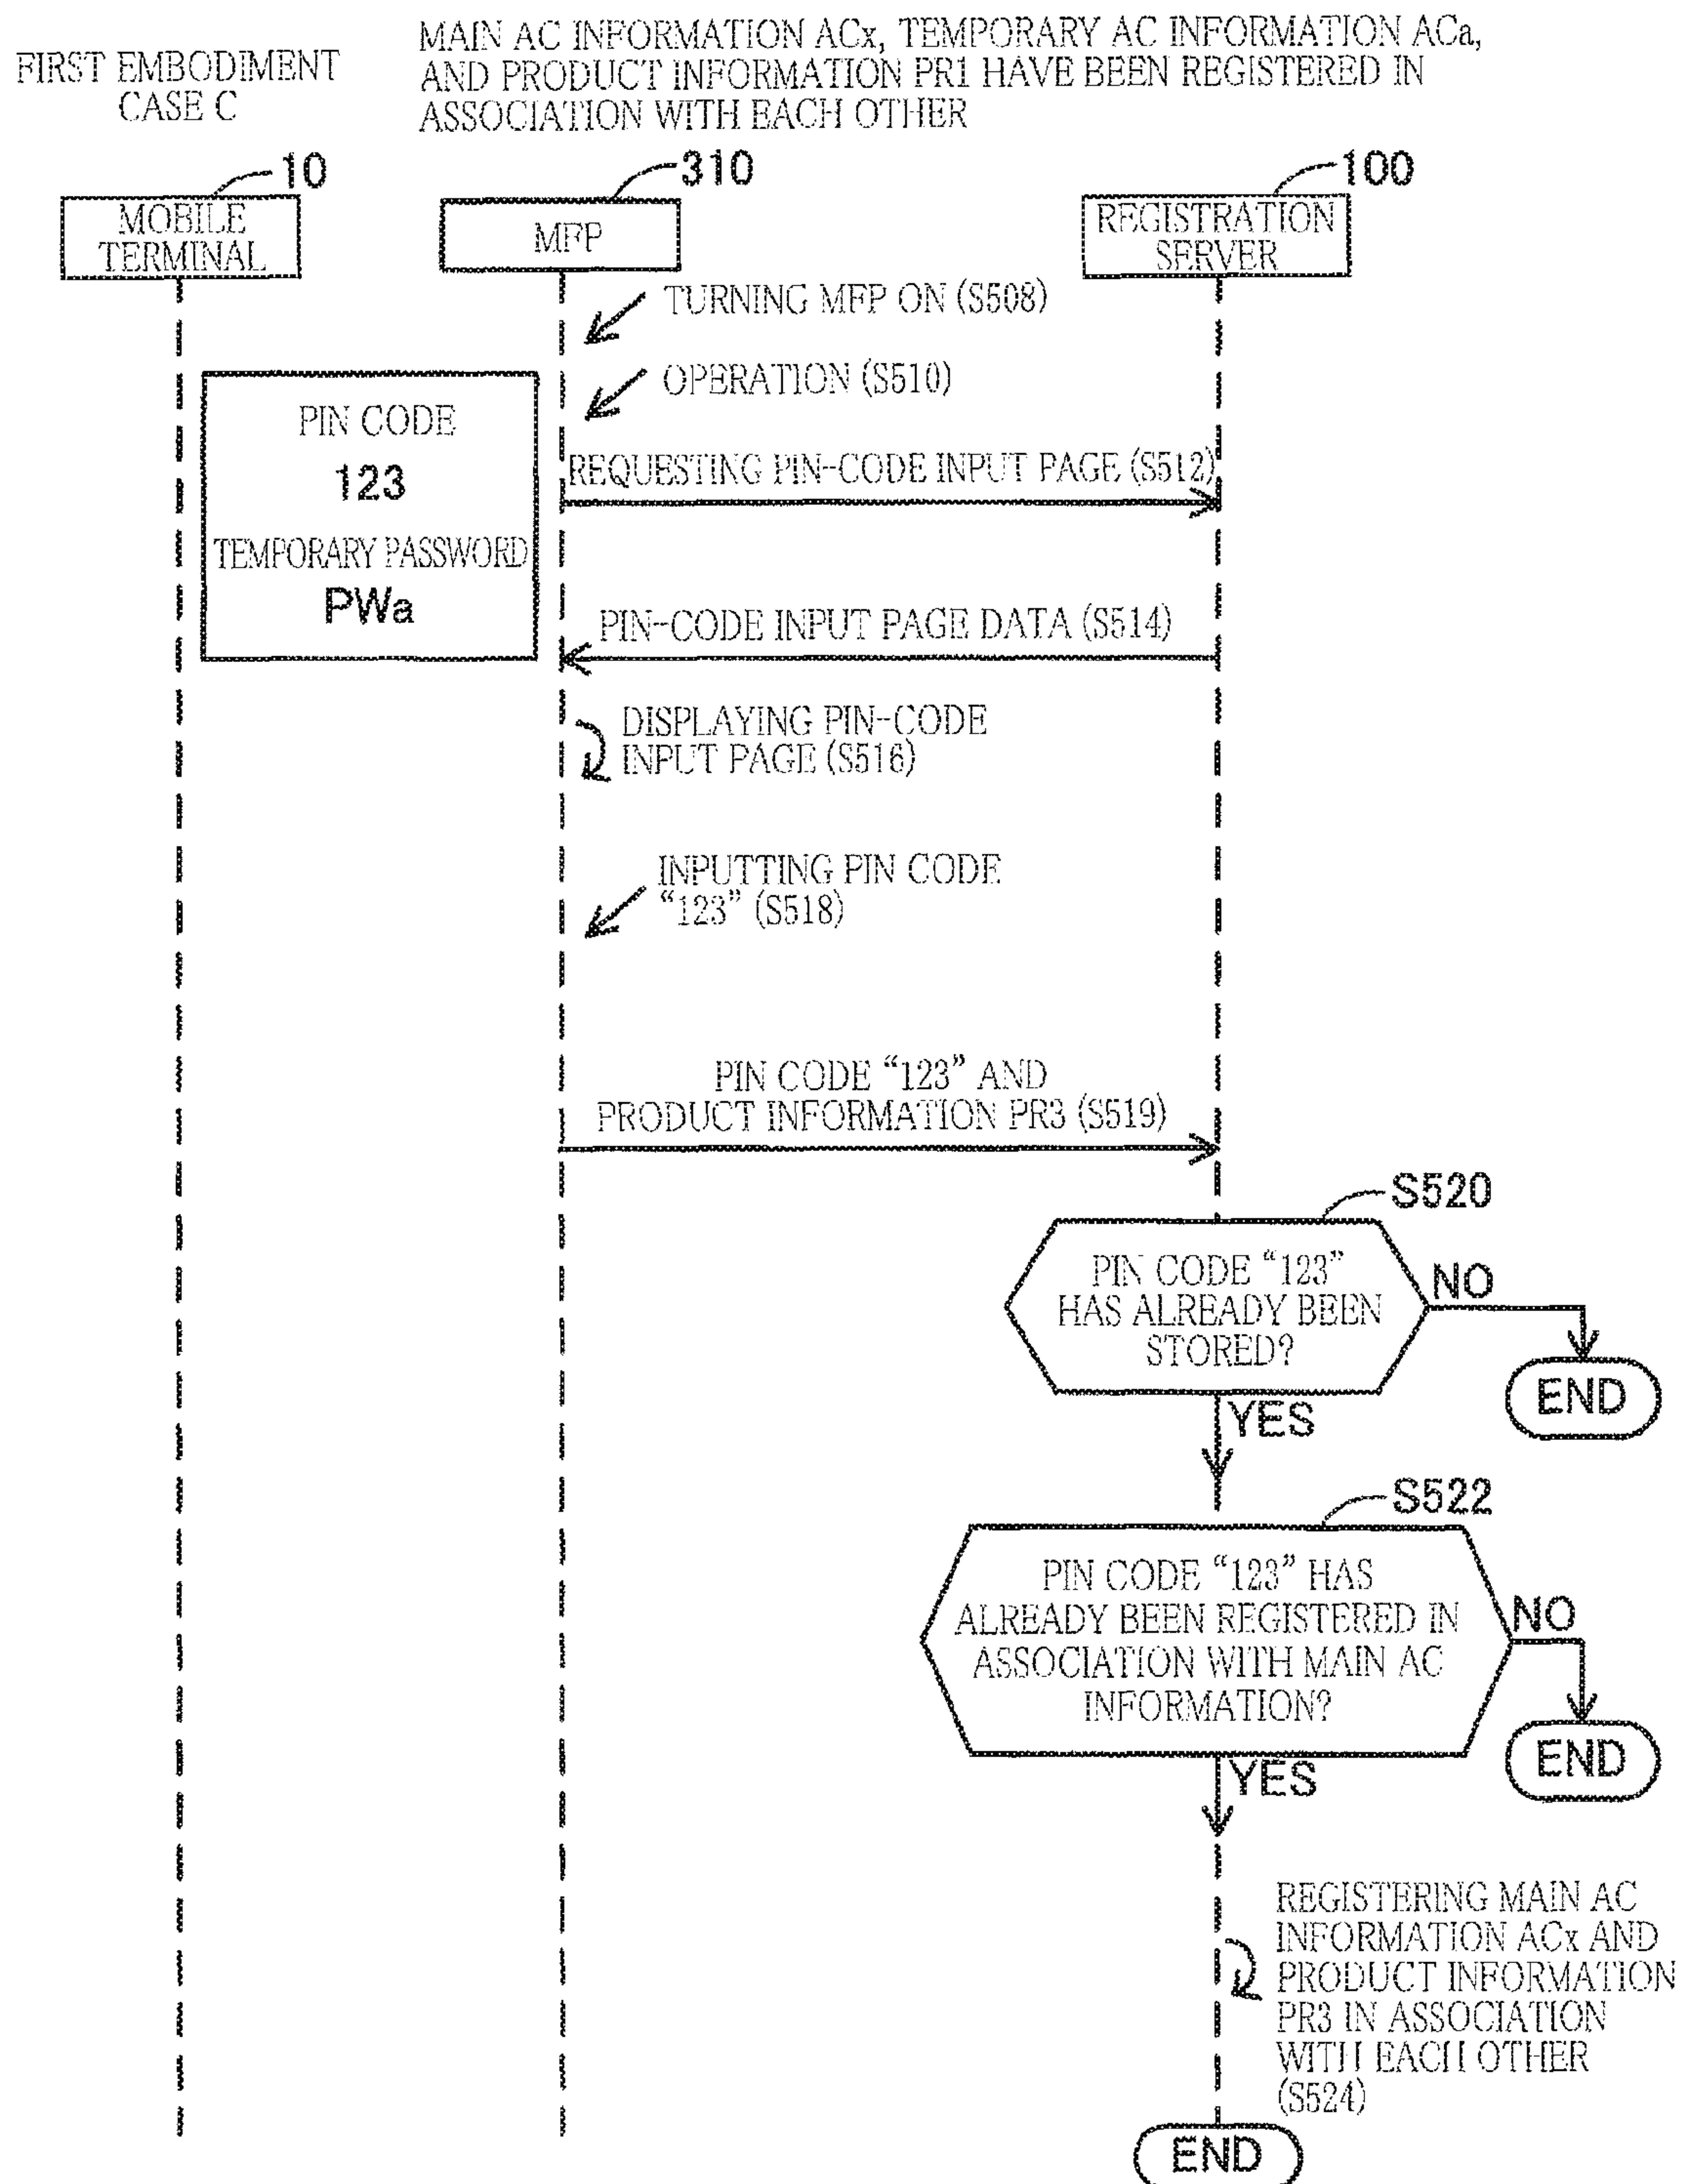 FIRST EMBODIMENT
CASE C
MAIN AC INFORMATION ACx, TEMPORARY AC INFORMATION ACa,
AND PRODUCT INFORMATION PR1 HAVE BEEN REGISTERED IN
ASSOCIATION WITH EACH OTHER
10
310
100
MOBILE
TERMINAL
MFP
REGISTRATION
SERVER
TURNING MFP ON (S508)
OPERATION (S510)
PIN CODE
123
TEMPORARY PASSWORD
PWa
REQUESTING PIN-CODE INPUT PAGE (S512)
PIN-CODE INPUT PAGE DATA (S514)
DISPLAYING PIN-CODE
INPUT PAGE (S516)
INPUTTING PIN CODE
“123” (S518)
PIN CODE “123” AND
PRODUCT INFORMATION PR3 (S519)
S520
PIN CODE “123”
HAS ALREADY BEEN
STORED?
NO
END
YES
S522
PIN CODE “123” HAS
ALREADY BEEN REGISTERED IN
ASSOCIATION WITH MAIN AC
INFORMATION?
NO
END
YES
REGISTERING MAIN AC
INFORMATION ACx AND
PRODUCT INFORMATION
PR3 IN ASSOCIATION
WITH EACH OTHER
(S524)
END